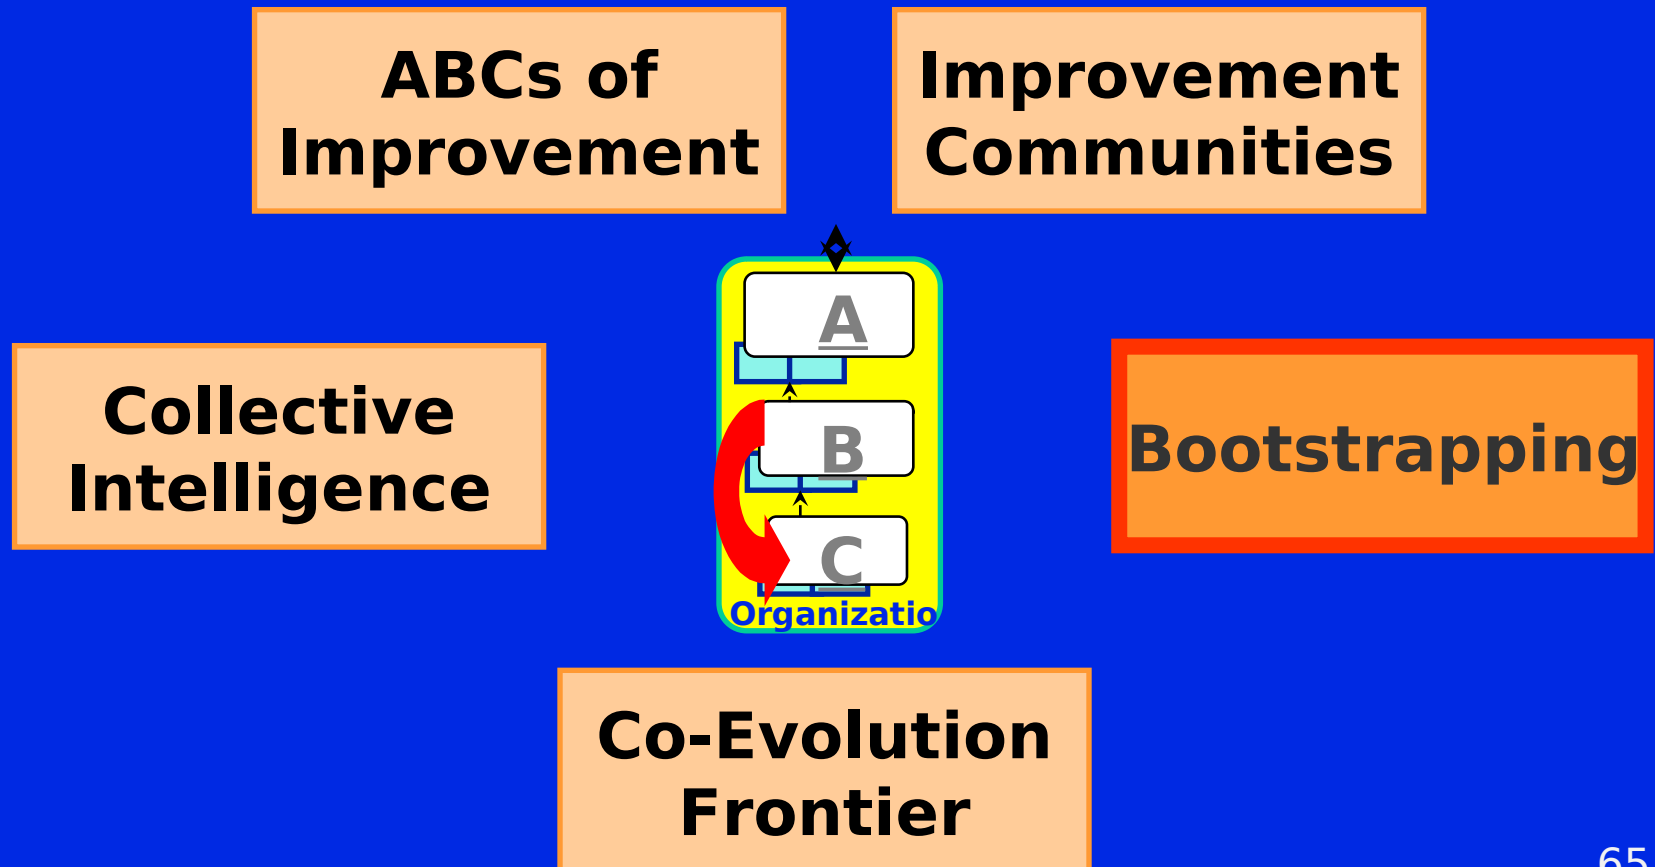 ABCs of
Improvement
Improvement
Communities
A
Collective
Intelligence
B
Bootstrapping
C
Organizatio
Co-Evolution
Frontier
65